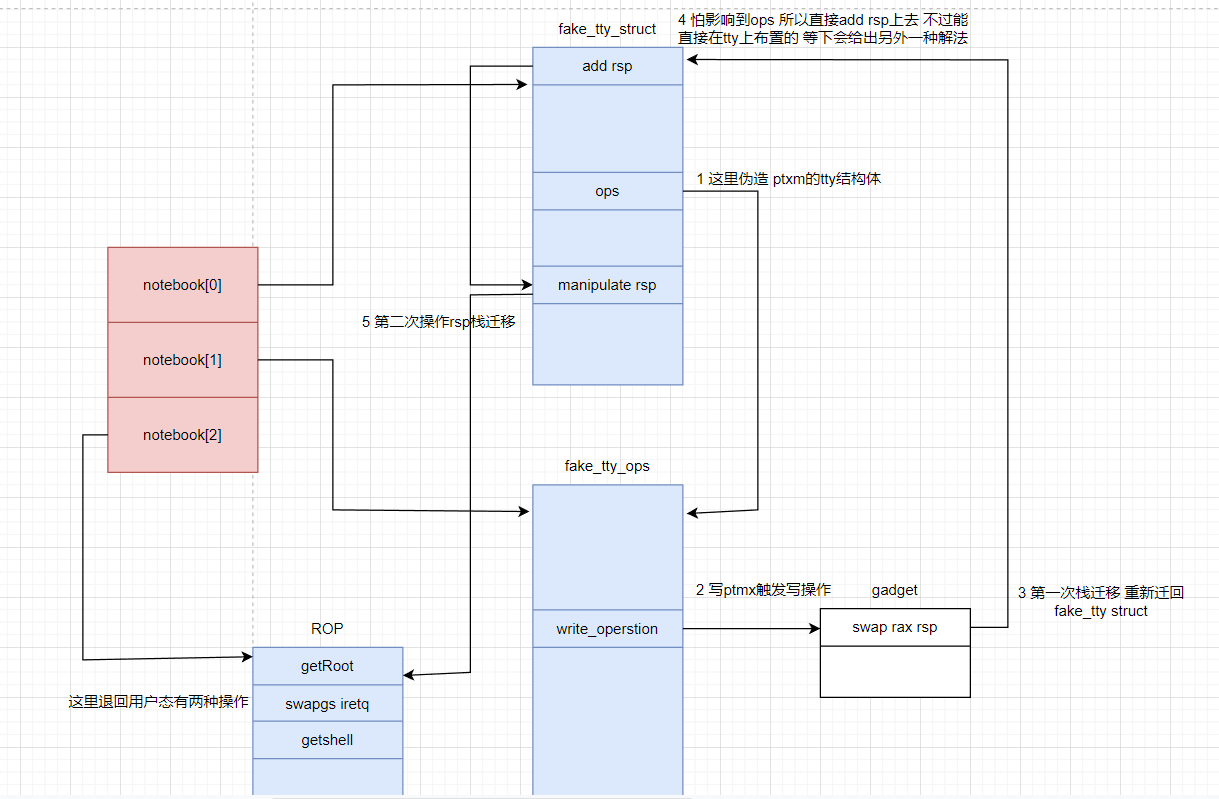 4 怕影响到ops 所以直接add rsp上去 不过能
直接在tty上布置的 等下会给出另外一种解法
fake_tty_struct
add rsp
1 这里伪造 ptxm的tty结构体
ops
notebook[0]
manipulate rsp
5 第二次操作rsp栈迁移
notebook[1]
notebook[2]
fake_tty_ops
2 写ptmx触发写操作
gadget
3 第一次栈迁移 重新迁回
fake_tty struct
write_operstion
swap rax rsp
ROP
getRoot
这里退回用户态有两种操作
swapgs iretq
getshell